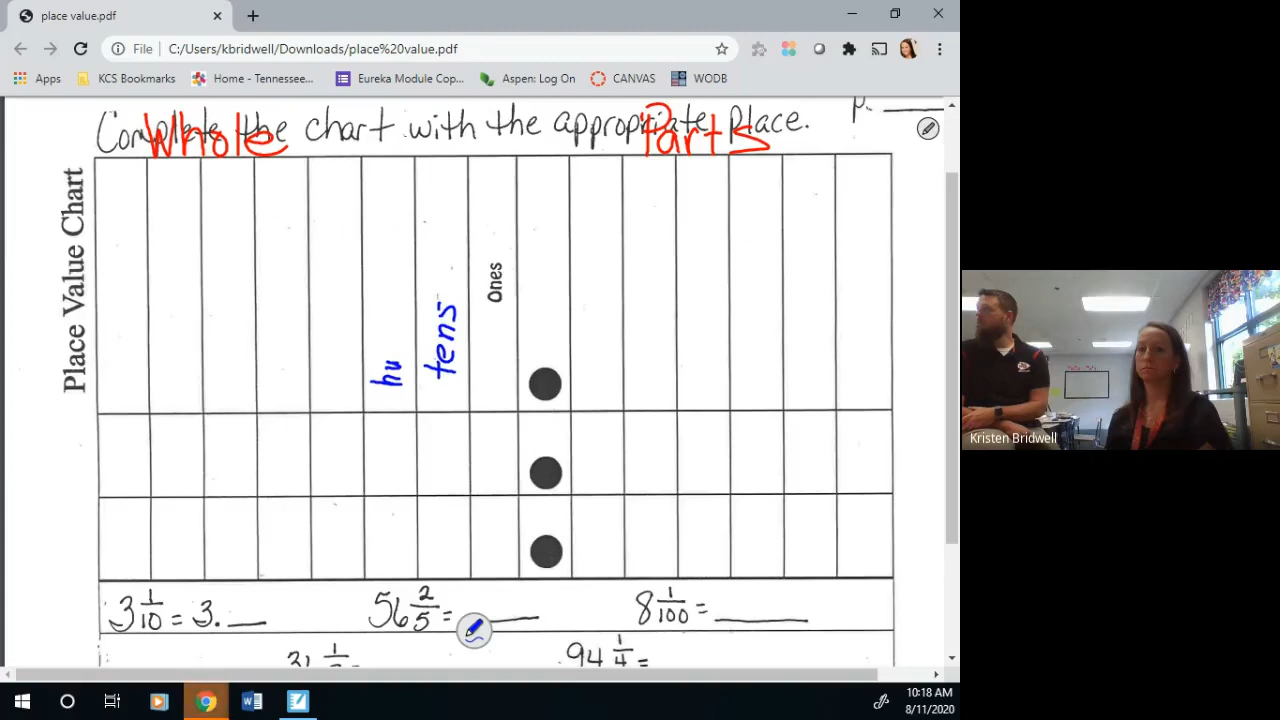 place value.pdf
File
C:/Users/kbridwell/Downloads/place%20value.pdf
Apps
KCS Bookmarks
Home - Tennessee...
Eureka Module Cop...
Aspen: Log On
CANVAS
WODB
Complete the chart with the appropriate place.
Whole
Parts
Place Value Chart
hu
tens
Ones
3 1/10 = 3. __
56 2/5 = ____
8 1/100 = ____
94 1/4 =
Kristen Bridwell
10:18 AM
8/11/2020